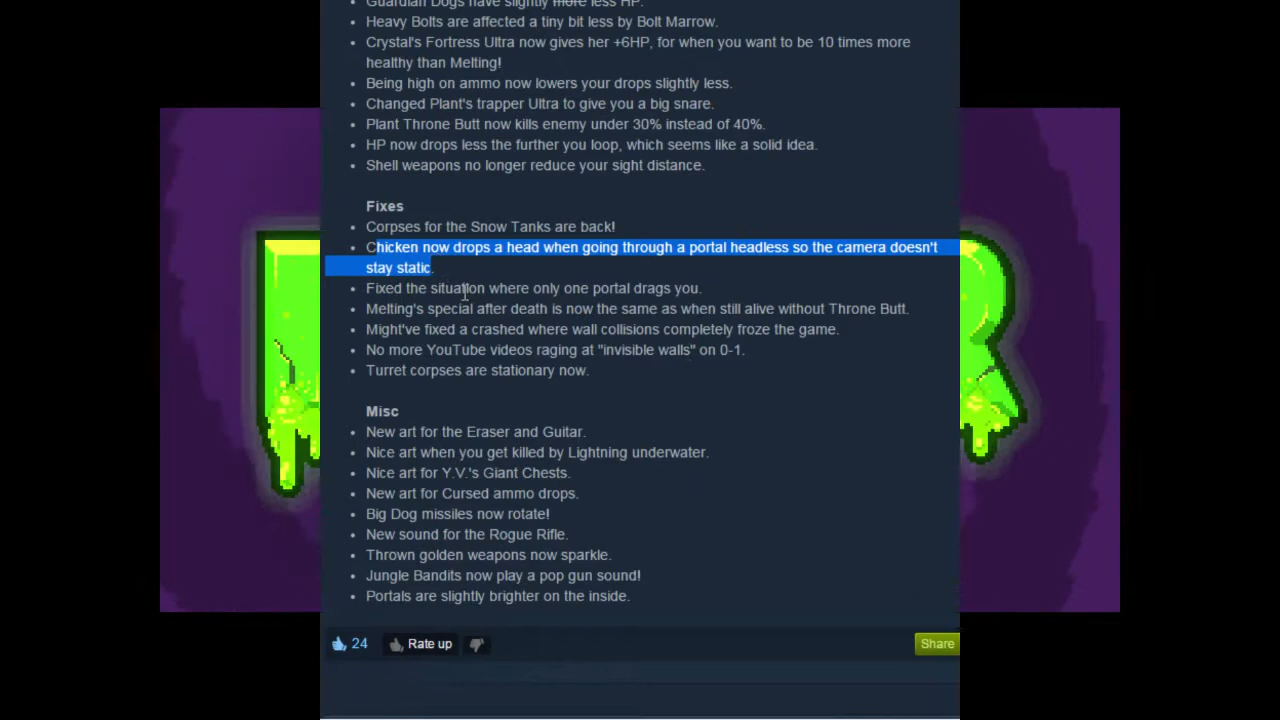 Guardian Dogs have slightly more less HP.
Heavy Bolts are affected a tiny bit less by Bolt Marrow.
Crystal's Fortress Ultra now gives her +6HP, for when you want to be 10 times more
healthy than Melting!
Being high on ammo now lowers your drops slightly less.
Changed Plant's trapper Ultra to give you a big snare.
Plant Throne Butt now kills enemy under 30% instead of 40%.
HP now drops less the further you loop, which seems like a solid idea.
Shell weapons no longer reduce your sight distance.
Fixes
Corpses for the Snow Tanks are back!
Chicken now drops a head when going through a portal headless so the camera doesn't
stay static.
Fixed the situation where only one portal drags you.
Melting's special after death is now the same as when still alive without Throne Butt.
Might've fixed a crashed where wall collisions completely froze the game.
No more YouTube videos raging at "invisible walls" on 0-1.
Turret corpses are stationary now.
Misc
New art for the Eraser and Guitar.
Nice art when you get killed by Lightning underwater.
Nice art for Y.V.'s Giant Chests.
New art for Cursed ammo drops.
Big Dog missiles now rotate!
New sound for the Rogue Rifle.
Thrown golden weapons now sparkle.
Jungle Bandits now play a pop gun sound!
Portals are slightly brighter on the inside.
24 Rate up Share